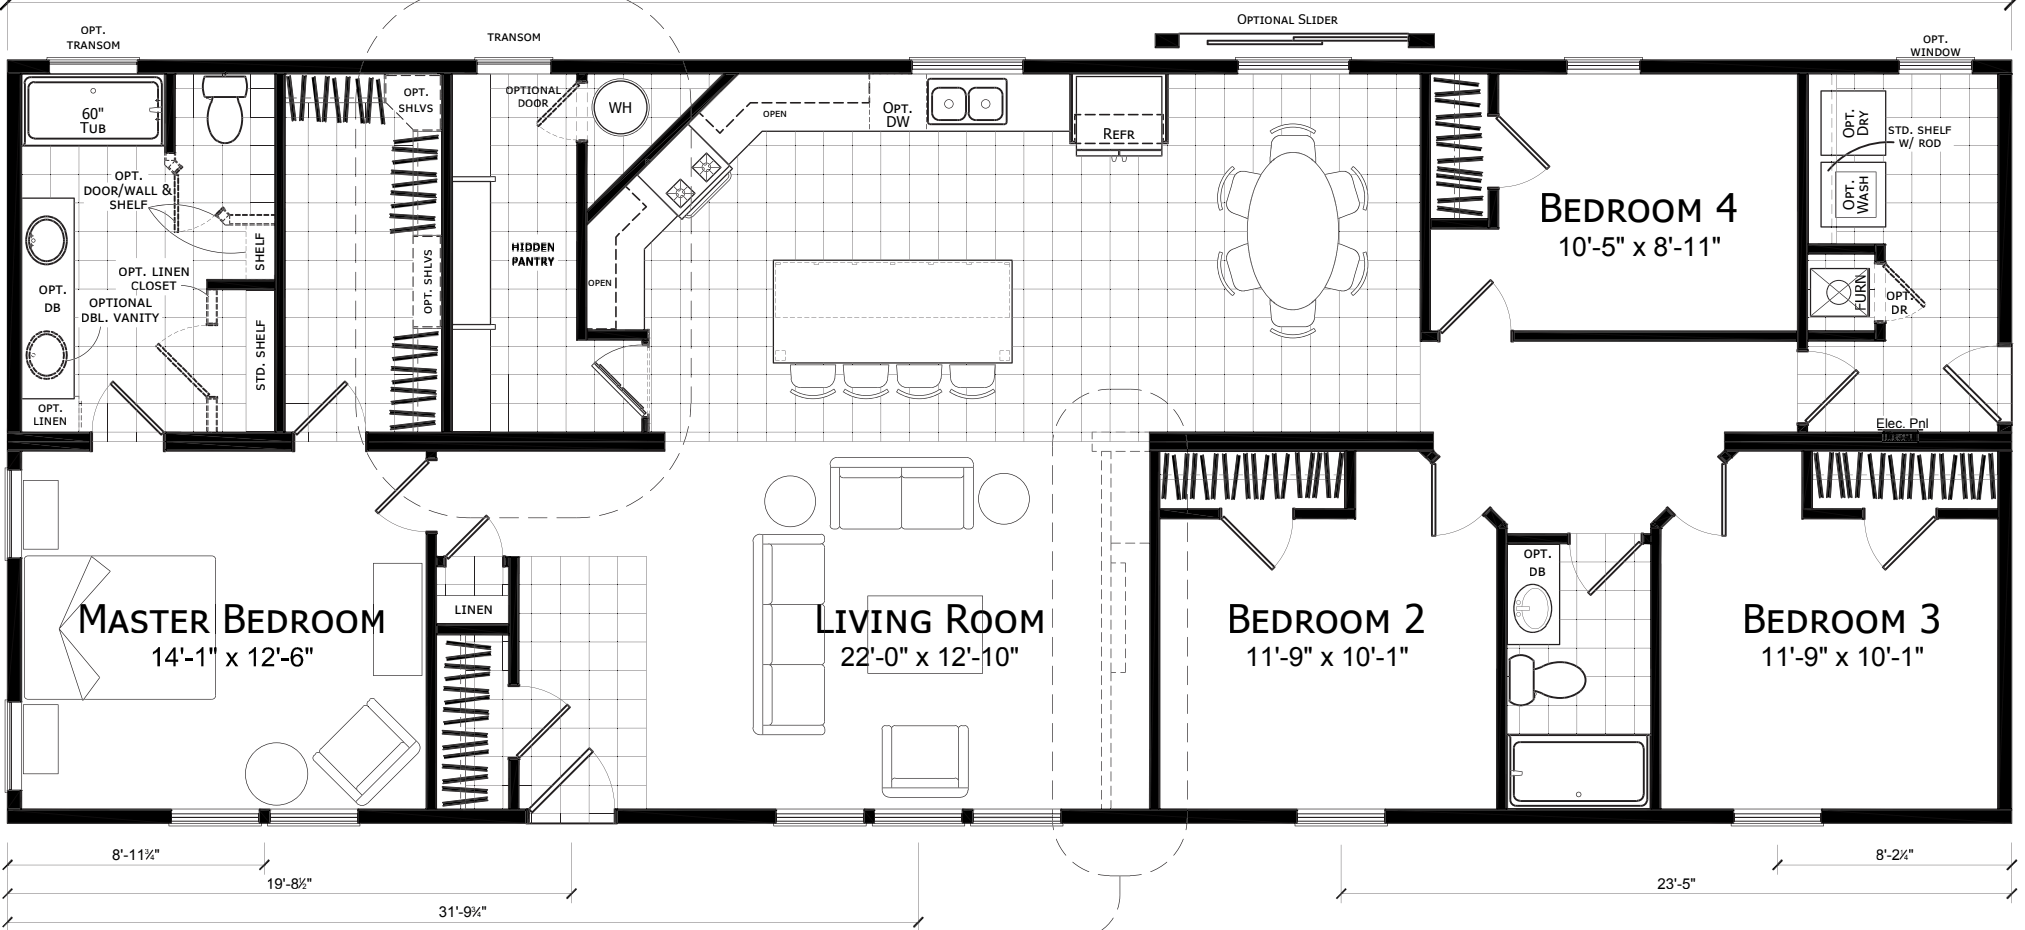 OPTIONAL SLIDER
OPT.
TRANSOM
TRANSOM
OPT.
WINDOW
60"
TUB
OPT.
SHLVS
OPTIONAL
DOOR
WH
OPEN
OPT.
DW
REFR
OPT.
DRY
STD. SHELF
W/ ROD
OPT.
WASH
OPT.
DOOR/WALL &
SHELF
SHELF
HIDDEN
PANTRY
OPT. SHLVS
OPEN
BEDROOM 4
10'-5" x 8'-11"
OPT. LINEN
CLOSET
OPT.
DB
OPTIONAL
DBL. VANITY
STD. SHELF
FURN
OPT.
DR
OPT.
LINEN
Elec. Pnl
LINEN
OPT.
DB
MASTER BEDROOM
14'-1" x 12'-6"
LIVING ROOM
22'-0" x 12'-10"
BEDROOM 2
11'-9" x 10'-1"
BEDROOM 3
11'-9" x 10'-1"
8'-11¾"
8'-2¼"
19'-8½"
23'-5"
31'-9¾"